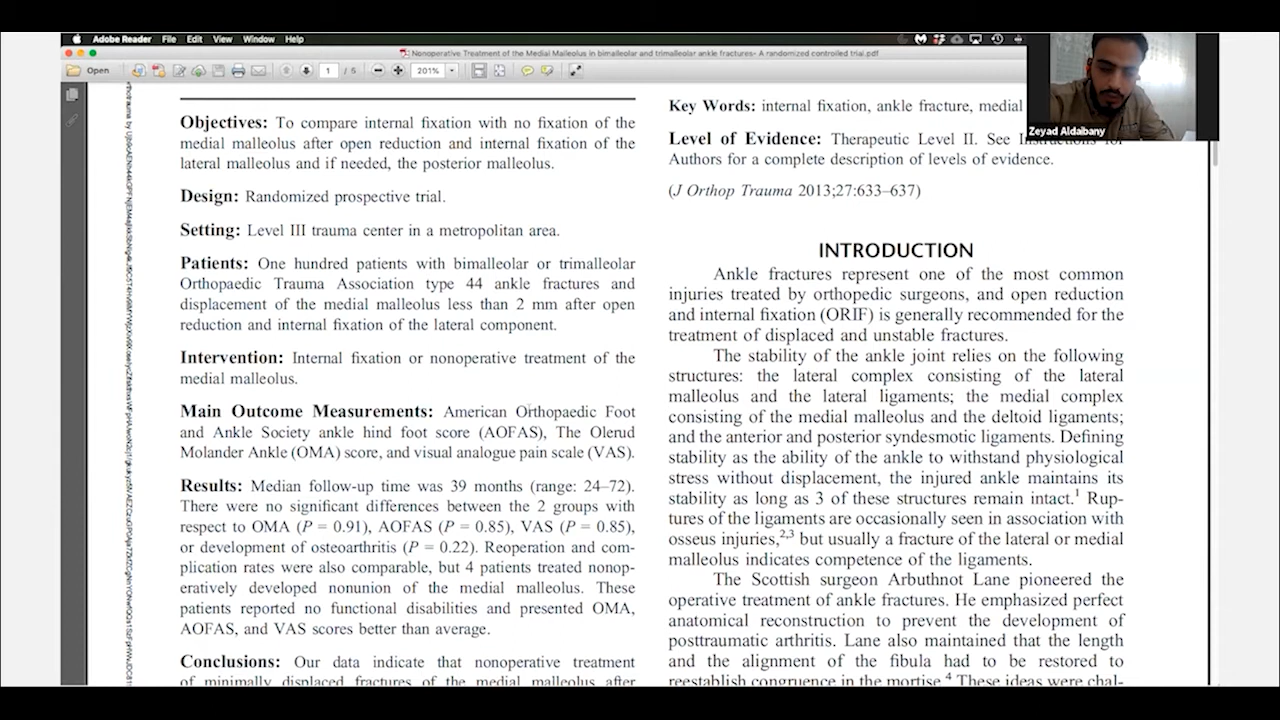 Adobe Reader File Edit View Window Help
Nonoperative Treatment of the Medial Malleolus in bimalleolar and trimalleolar ankle fractures- A randomized controlled trial.pdf
Open 1 / 6 201%
Objectives: To compare internal fixation with no fixation of the
medial malleolus after open reduction and internal fixation of the
lateral malleolus and if needed, the posterior malleolus.
Design: Randomized prospective trial.
Setting: Level III trauma center in a metropolitan area.
Patients: One hundred patients with bimalleolar or trimalleolar
Orthopaedic Trauma Association type 44 ankle fractures and
displacement of the medial malleolus less than 2 mm after open
reduction and internal fixation of the lateral component.
Intervention: Internal fixation or nonoperative treatment of the
medial malleolus.
Main Outcome Measurements: American Orthopaedic Foot
and Ankle Society ankle hind foot score (AOFAS), The Olerud
Molander Ankle (OMA) score, and visual analogue pain scale (VAS).
Results: Median follow-up time was 39 months (range: 24–72).
There were no significant differences between the 2 groups with
respect to OMA (P = 0.91), AOFAS (P = 0.85), VAS (P = 0.85),
or development of osteoarthritis (P = 0.22). Reoperation and com-
plication rates were also comparable, but 4 patients treated nonop-
eratively developed nonunion of the medial malleolus. These
patients reported no functional disabilities and presented OMA,
AOFAS, and VAS scores better than average.
Conclusions: Our data indicate that nonoperative treatment
of minimally displaced fractures of the medial malleolus after
Key Words: internal fixation, ankle fracture, medial
Level of Evidence: Therapeutic Level II. See Instructions for
Authors for a complete description of levels of evidence.
(J Orthop Trauma 2013;27:633–637)
INTRODUCTION
Ankle fractures represent one of the most common
injuries treated by orthopedic surgeons, and open reduction
and internal fixation (ORIF) is generally recommended for the
treatment of displaced and unstable fractures.
The stability of the ankle joint relies on the following
structures: the lateral complex consisting of the lateral
malleolus and the lateral ligaments; the medial complex
consisting of the medial malleolus and the deltoid ligaments;
and the anterior and posterior syndesmotic ligaments. Defining
stability as the ability of the ankle to withstand physiological
stress without displacement, the injured ankle maintains its
stability as long as 3 of these structures remain intact.1 Rup-
tures of the ligaments are occasionally seen in association with
osseus injuries,2,3 but usually a fracture of the lateral or medial
malleolus indicates competence of the ligaments.
The Scottish surgeon Arbuthnot Lane pioneered the
operative treatment of ankle fractures. He emphasized perfect
anatomical reconstruction to prevent the development of
posttraumatic arthritis. Lane also maintained that the length
and the alignment of the fibula had to be restored to
reestablish congruence in the mortise.4 These ideas were chal-
Zeyad Aldaibany